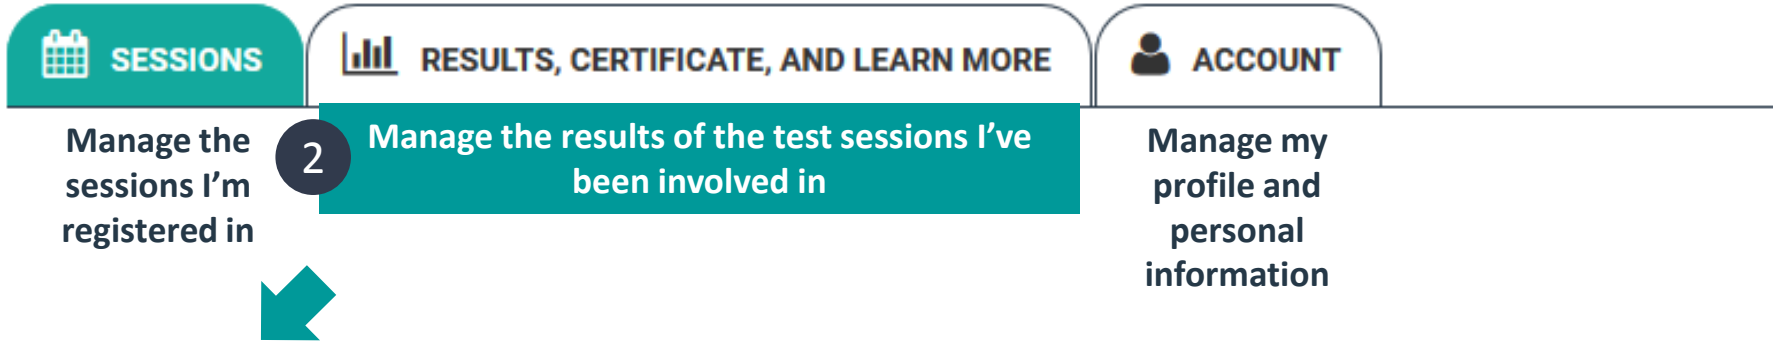 SESSIONS
RESULTS, CERTIFICATE, AND LEARN MORE
ACCOUNT
Manage the
sessions I’m
registered in
2
Manage the results of the test sessions I’ve
been involved in
Manage my
profile and
personal
information